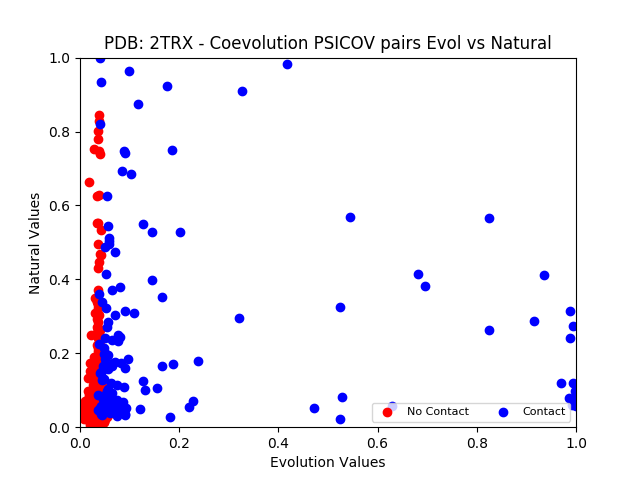 PDB: 2TRX - Coevolution PSICOV pairs Evol vs Natural
1.0
0.8
0.6
0.4
0.2
0.0
Natural Values
No Contact
Contact
0.0 0.2 0.4 0.6 0.8 1.0
Evolution Values